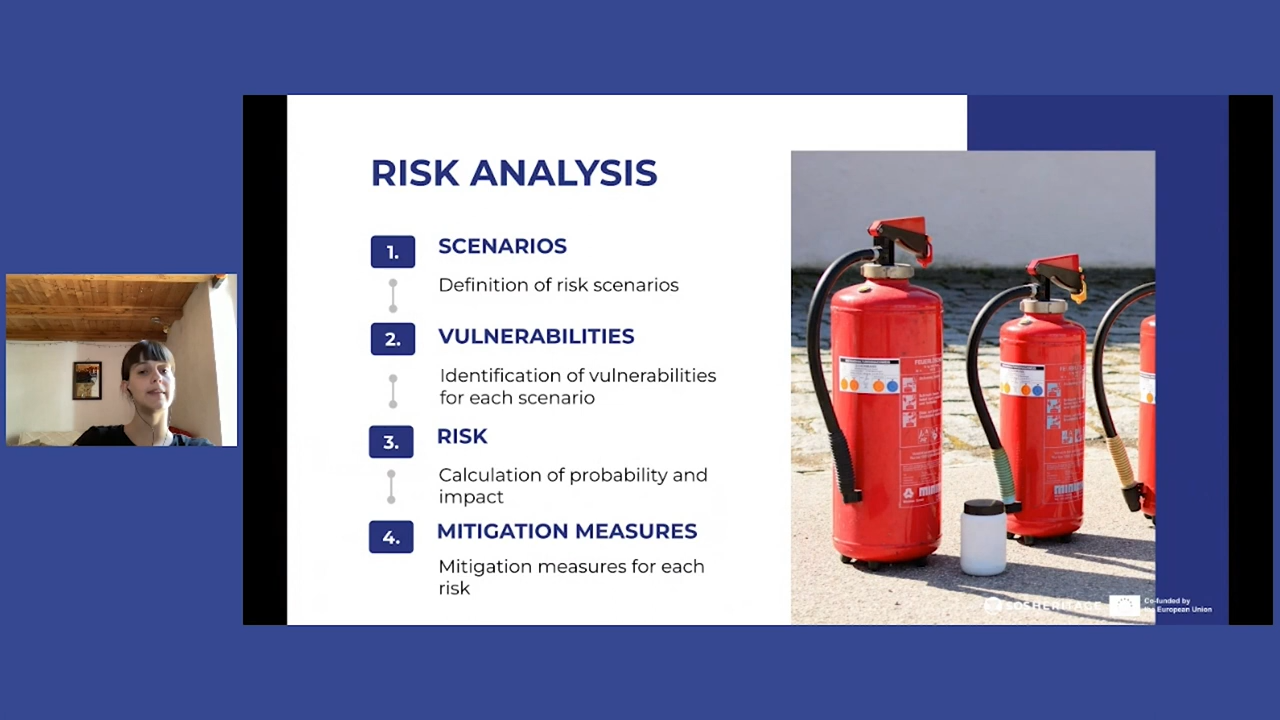 RISK ANALYSIS
1.
SCENARIOS
Definition of risk scenarios
2.
VULNERABILITIES
Identification of vulnerabilities
for each scenario
3.
RISK
Calculation of probability and
impact
4.
MITIGATION MEASURES
Mitigation measures for each
risk
SOSHERITAGE
Co-funded by
the European Union